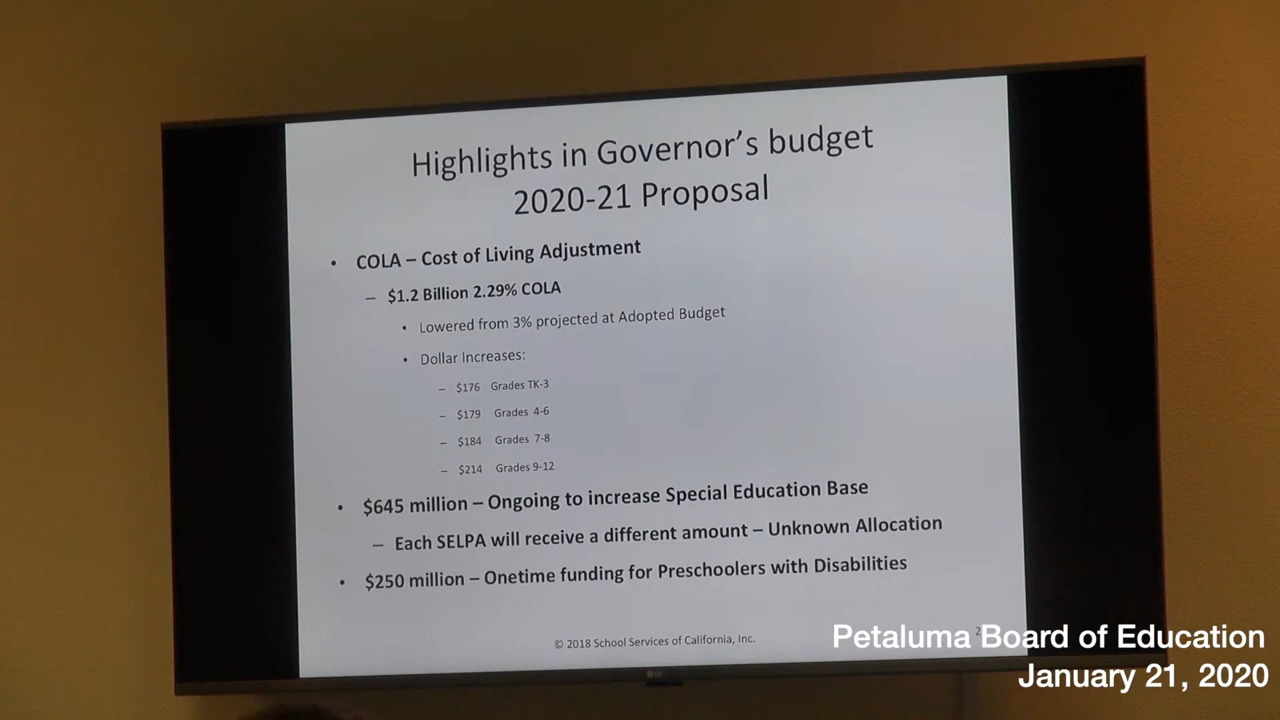 Highlights in Governor's budget
2020-21 Proposal
• COLA – Cost of Living Adjustment
– $1.2 Billion 2.29% COLA
• Lowered from 3% projected at Adopted Budget
• Dollar Increases:
– $176 Grades TK-3
– $179 Grades 4-6
– $184 Grades 7-8
– $214 Grades 9-12
• $645 million – Ongoing to increase Special Education Base
– Each SELPA will receive a different amount – Unknown Allocation
• $250 million – Onetime funding for Preschoolers with Disabilities
© 2018 School Services of California, Inc.
2
LG
Petaluma Board of Education
January 21, 2020